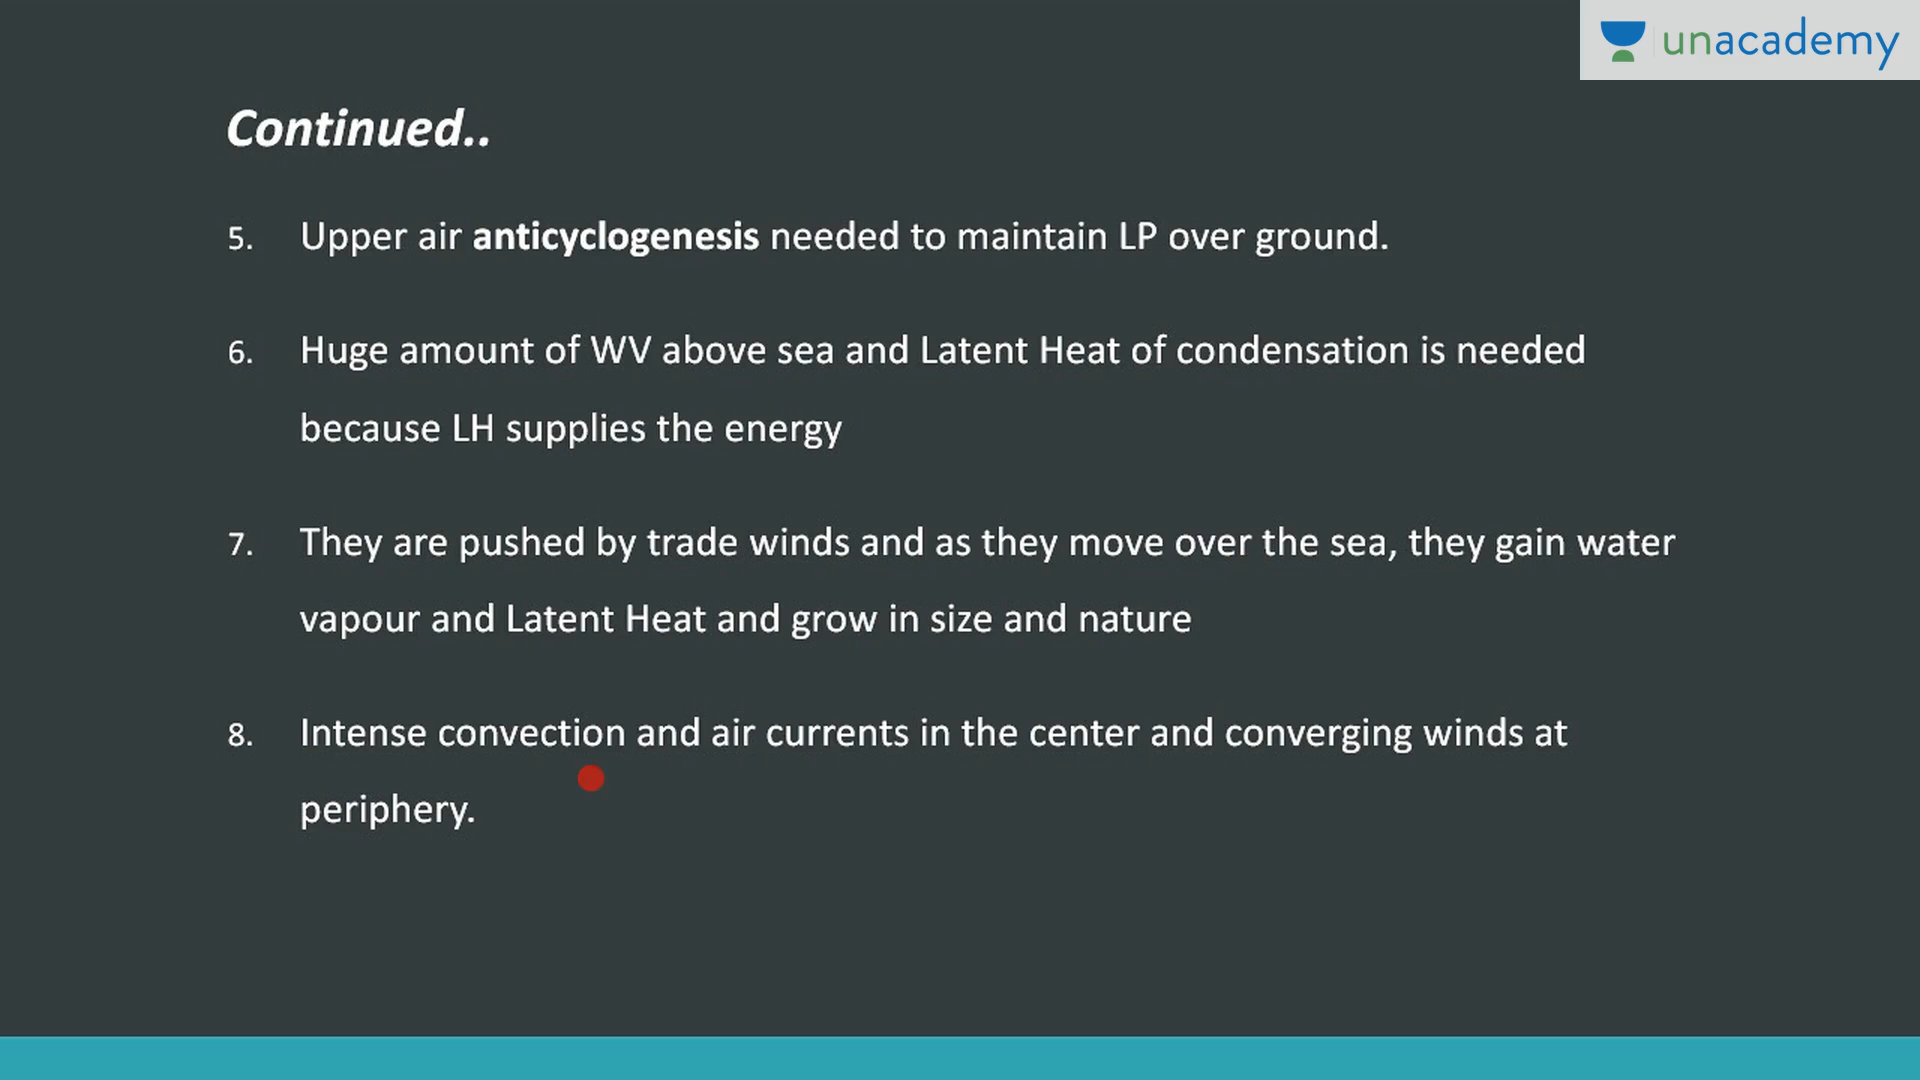 unacademy
Continued..
5. Upper air anticyclogenesis needed to maintain LP over ground.
6. Huge amount of WV above sea and Latent Heat of condensation is needed
because LH supplies the energy
7. They are pushed by trade winds and as they move over the sea, they gain water
vapour and Latent Heat and grow in size and nature
8. Intense convection and air currents in the center and converging winds at
periphery.